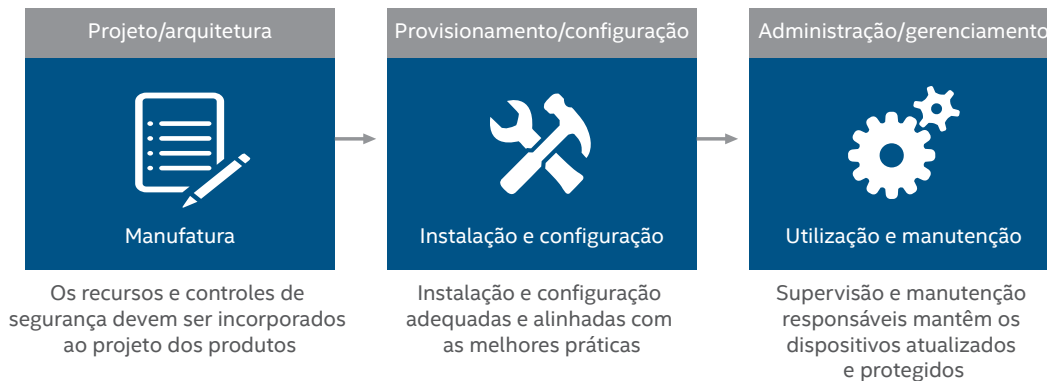 Projeto/arquitetura
Manufatura
Os recursos e controles de
segurança devem ser incorporados
ao projeto dos produtos
Provisionamento/configuração
Instalação e configuração
Instalação e configuração
adequadas e alinhadas com
as melhores práticas
Administração/gerenciamento
Utilização e manutenção
Supervisão e manutenção
responsáveis mantêm os
dispositivos atualizados
e protegidos